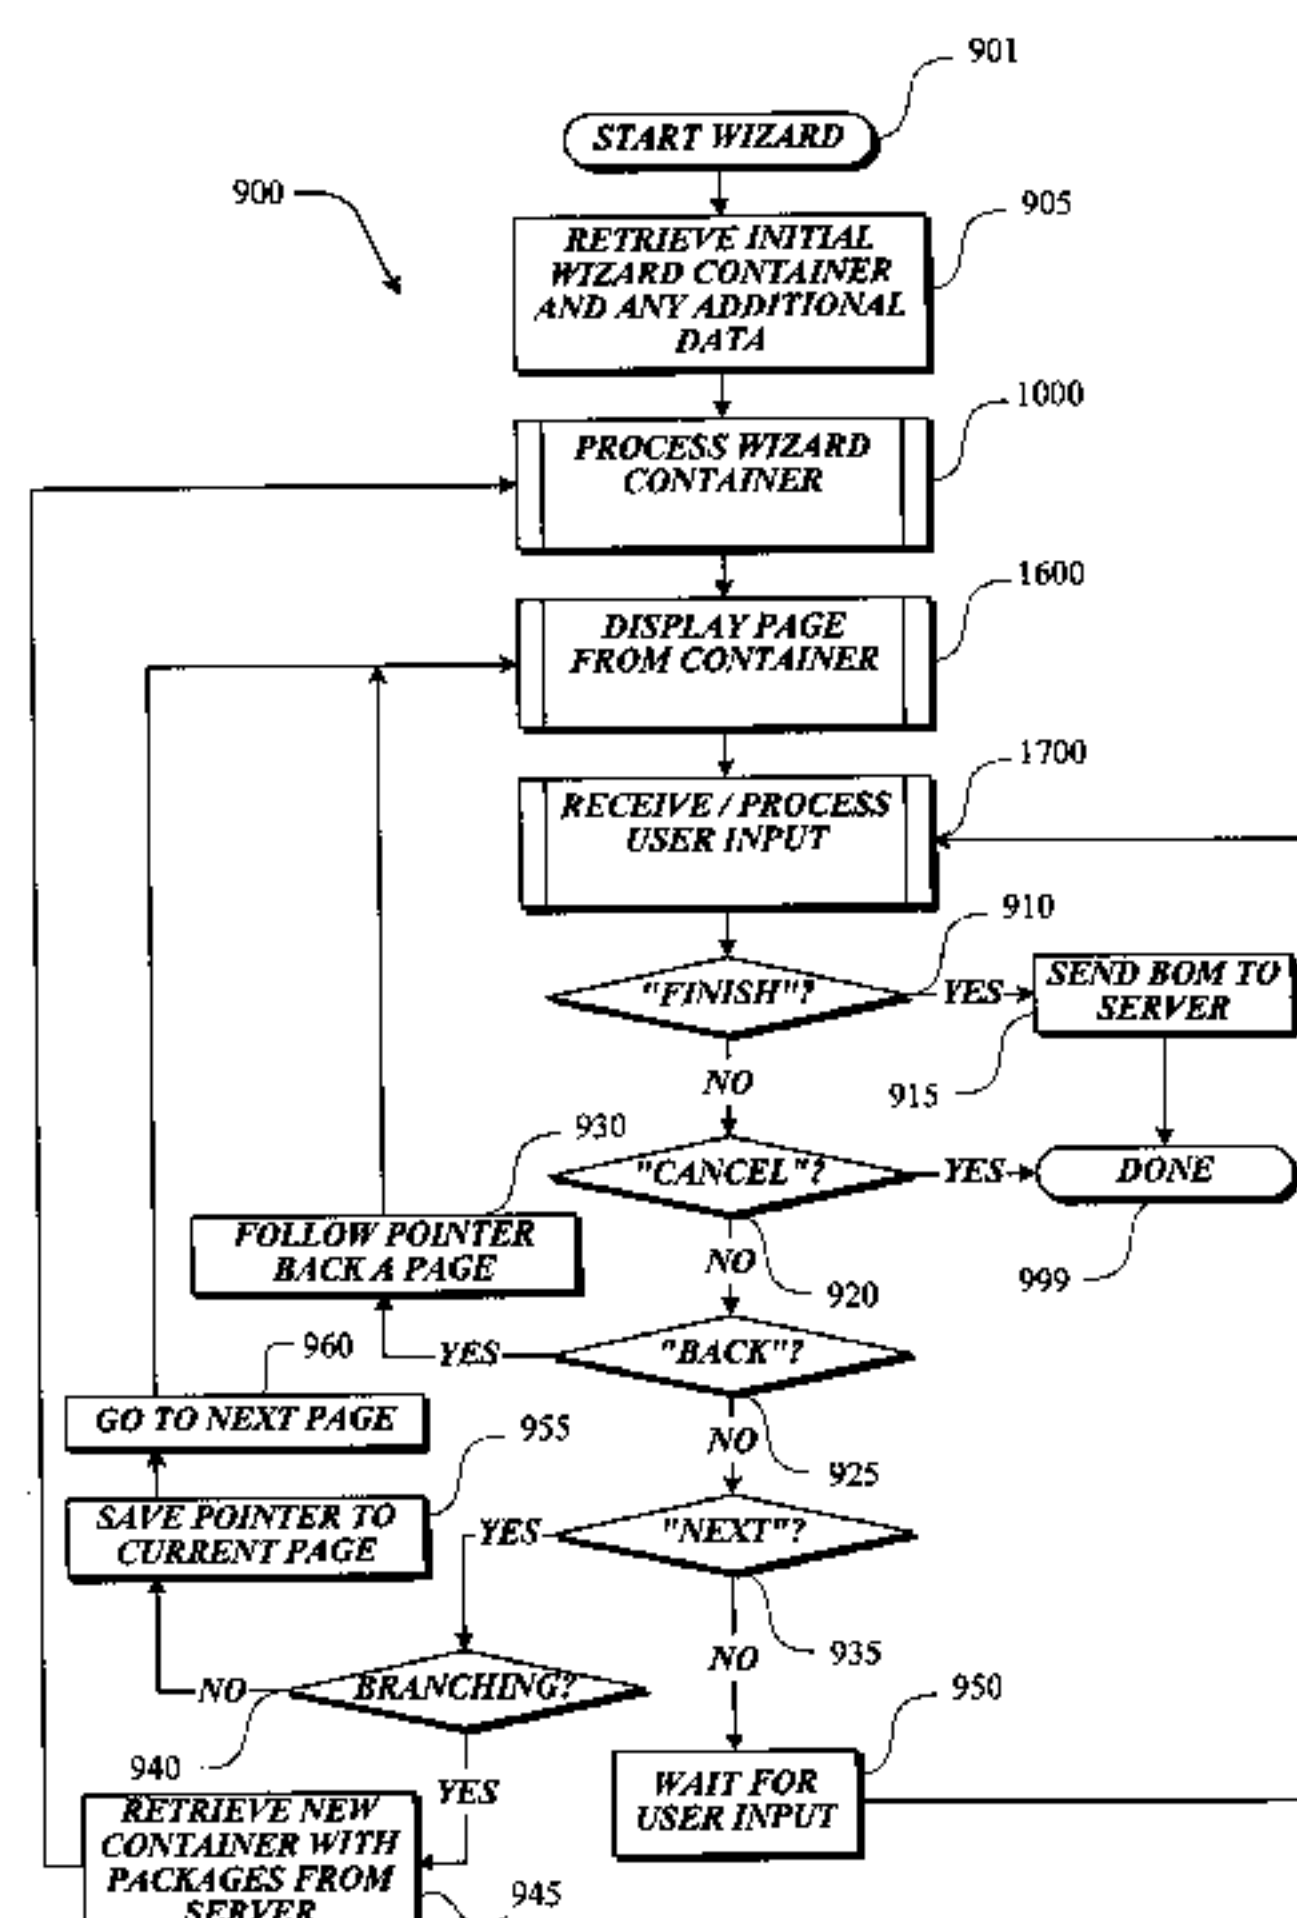 901
START WIZARD
900
905
RETRIEVE INITIAL
WIZARD CONTAINER
AND ANY ADDITIONAL
DATA
1000
PROCESS WIZARD
CONTAINER
1600
DISPLAY PAGE
FROM CONTAINER
1700
RECEIVE / PROCESS
USER INPUT
910
"FINISH"?
YES
SEND BOM TO
SERVER
915
NO
930
"CANCEL"?
YES
DONE
FOLLOW POINTER
BACK A PAGE
NO
920
999
960
YES
"BACK"?
GO TO NEXT PAGE
955
NO
925
SAVE POINTER TO
CURRENT PAGE
YES
"NEXT"?
935
NO
NO
BRANCHING?
950
940
YES
WAIT FOR
USER INPUT
RETRIEVE NEW
CONTAINER WITH
PACKAGES FROM
SERVER
945